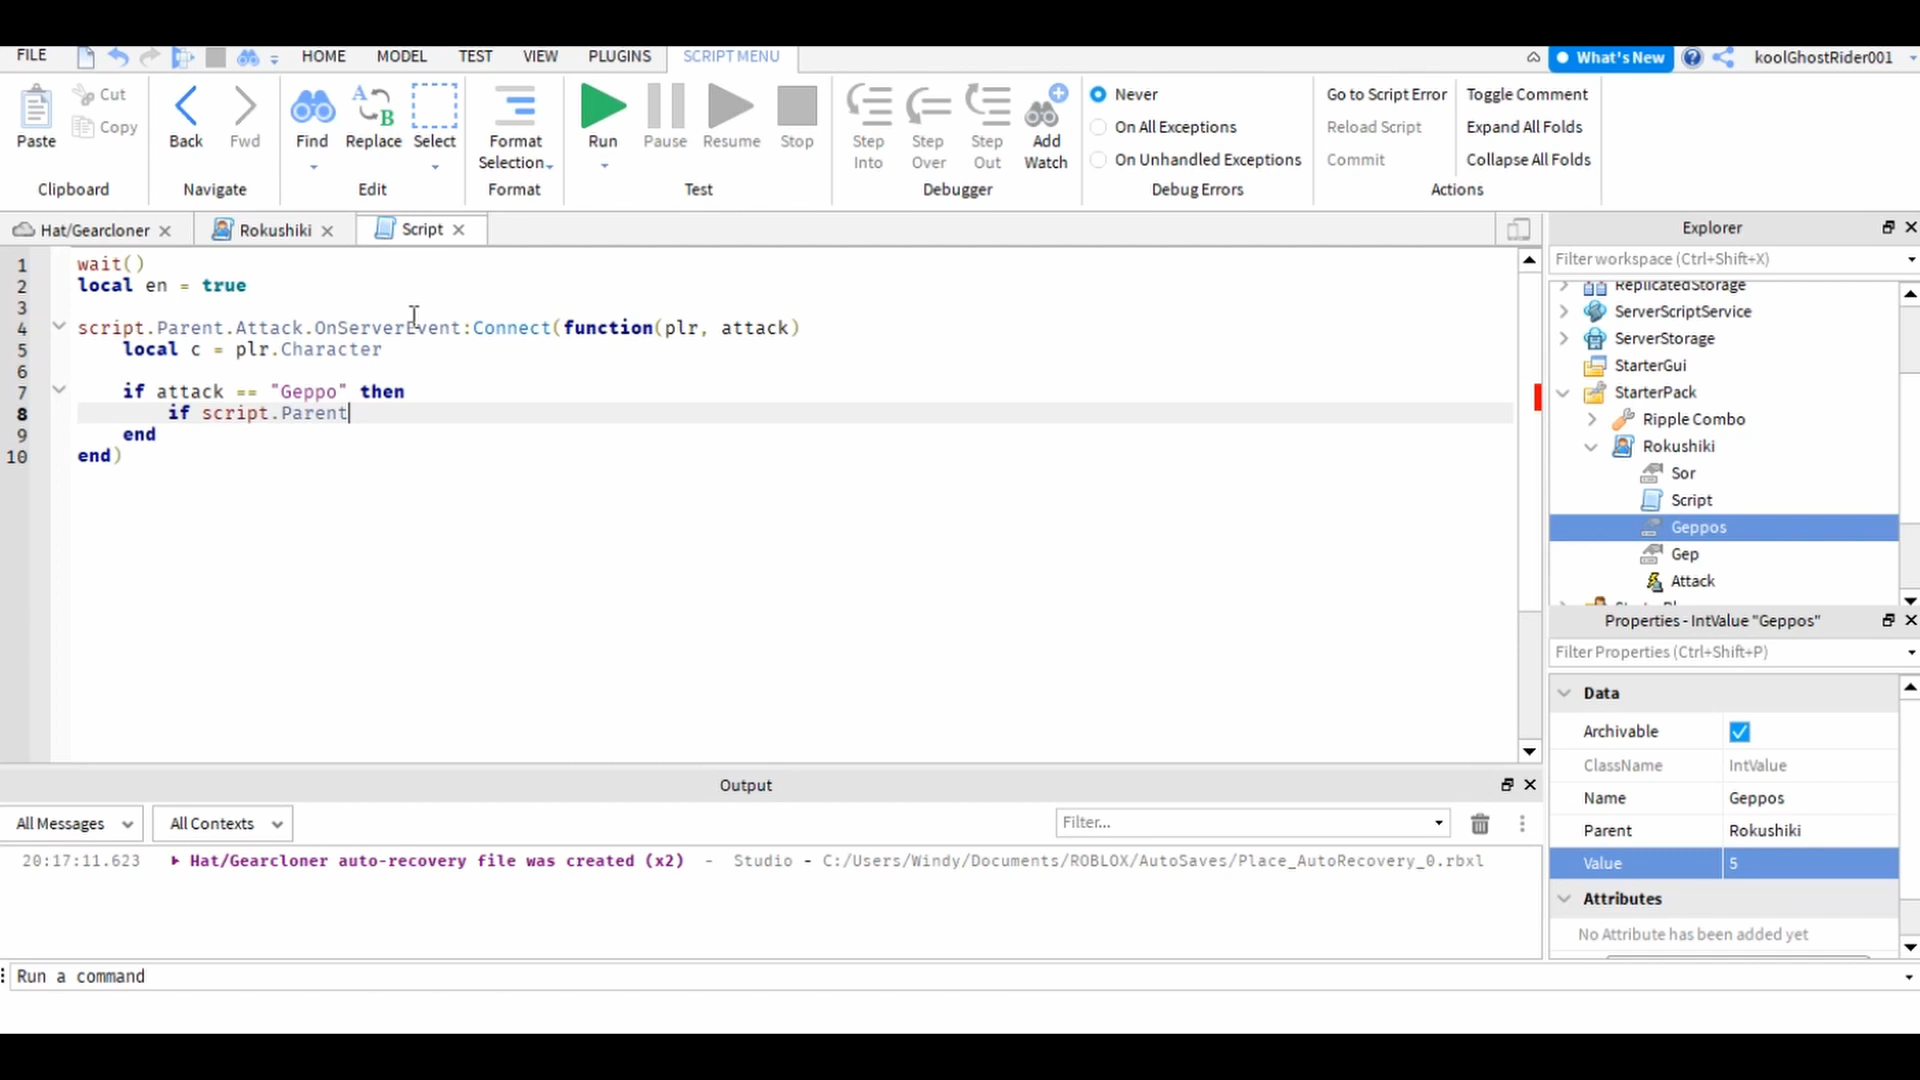 FILE
HOME MODEL TEST VIEW PLUGINS SCRIPT MENU
What's New
koolGhostRider001
Paste
Cut
Copy
Clipboard
Back
Fwd
Navigate
Find
Replace
Select
Edit
Format
Selection
Format
Run
Pause
Resume
Stop
Test
Step
Into
Step
Over
Step
Out
Add
Watch
Debugger
Never
On All Exceptions
On Unhandled Exceptions
Debug Errors
Go to Script Error
Reload Script
Commit
Toggle Comment
Expand All Folds
Collapse All Folds
Actions
Hat/Gearcloner
Rokushiki
Script
1 wait()
2 local en = true
3
4 script.Parent.Attack.OnServerEvent:Connect(function(plr, attack)
5 local c = plr.Character
6
7 if attack == "Geppo" then
8 if script.Parent
9 end
10 end)
Explorer
Filter workspace (Ctrl+Shift+X)
ReplicatedStorage
ServerScriptService
ServerStorage
StarterGui
StarterPack
Ripple Combo
Rokushiki
Sor
Script
Geppos
Gep
Attack
Properties - IntValue "Geppos"
Filter Properties (Ctrl+Shift+P)
Data
Archivable
ClassName IntValue
Name Geppos
Parent Rokushiki
Value 5
Attributes
No Attribute has been added yet
Output
All Messages
All Contexts
Filter...
20:17:11.623 Hat/Gearcloner auto-recovery file was created (x2) - Studio - C:/Users/Windy/Documents/ROBLOX/AutoSaves/Place_AutoRecovery_0.rbxl
Run a command